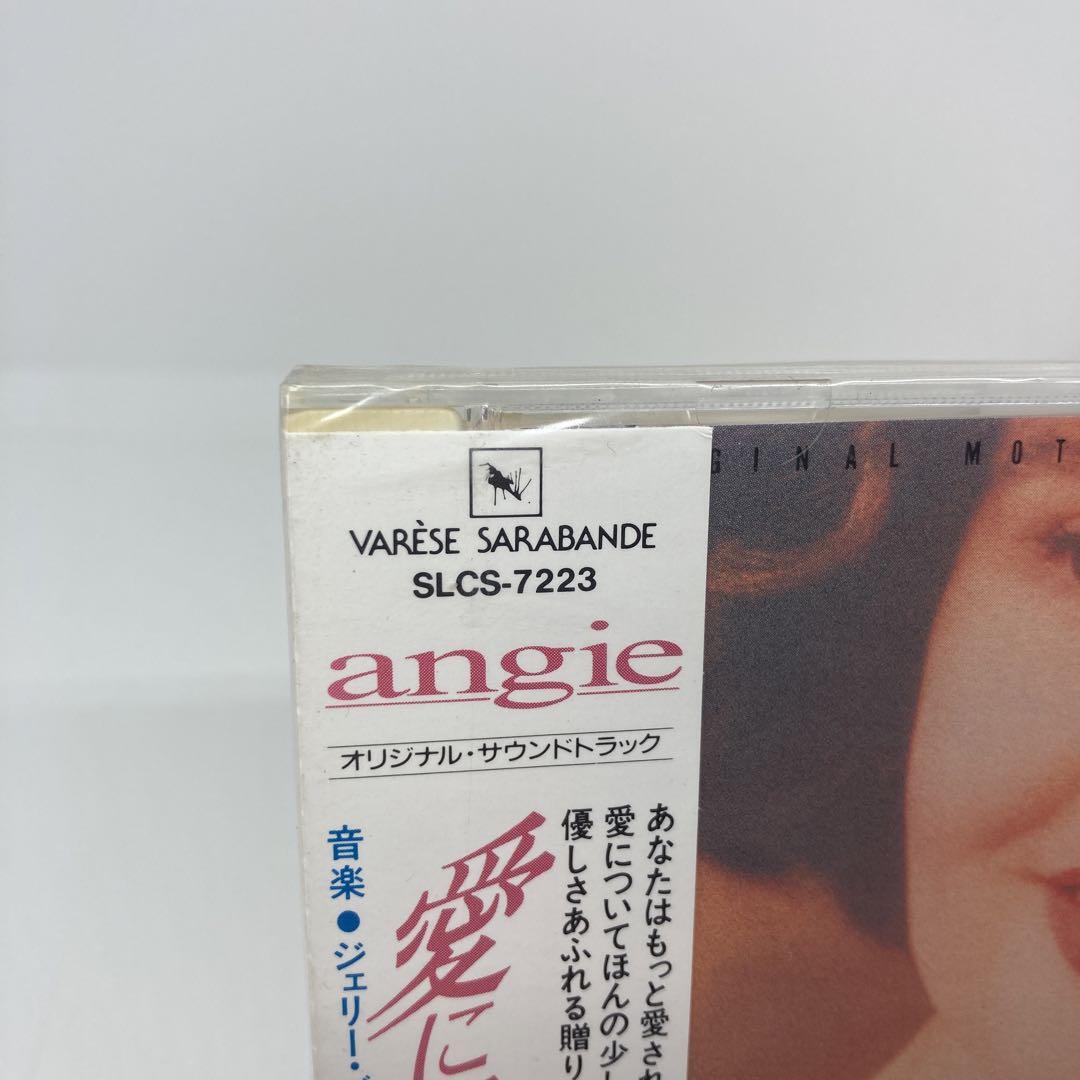 VARÈSE SARABANDE
SLCS-7223
angie
オリジナル・サウンドトラック
あなたはもっと愛され
愛についてほんの少し
優しさあふれる贈り
愛に
音楽●ジェリー・
GINAL MOT